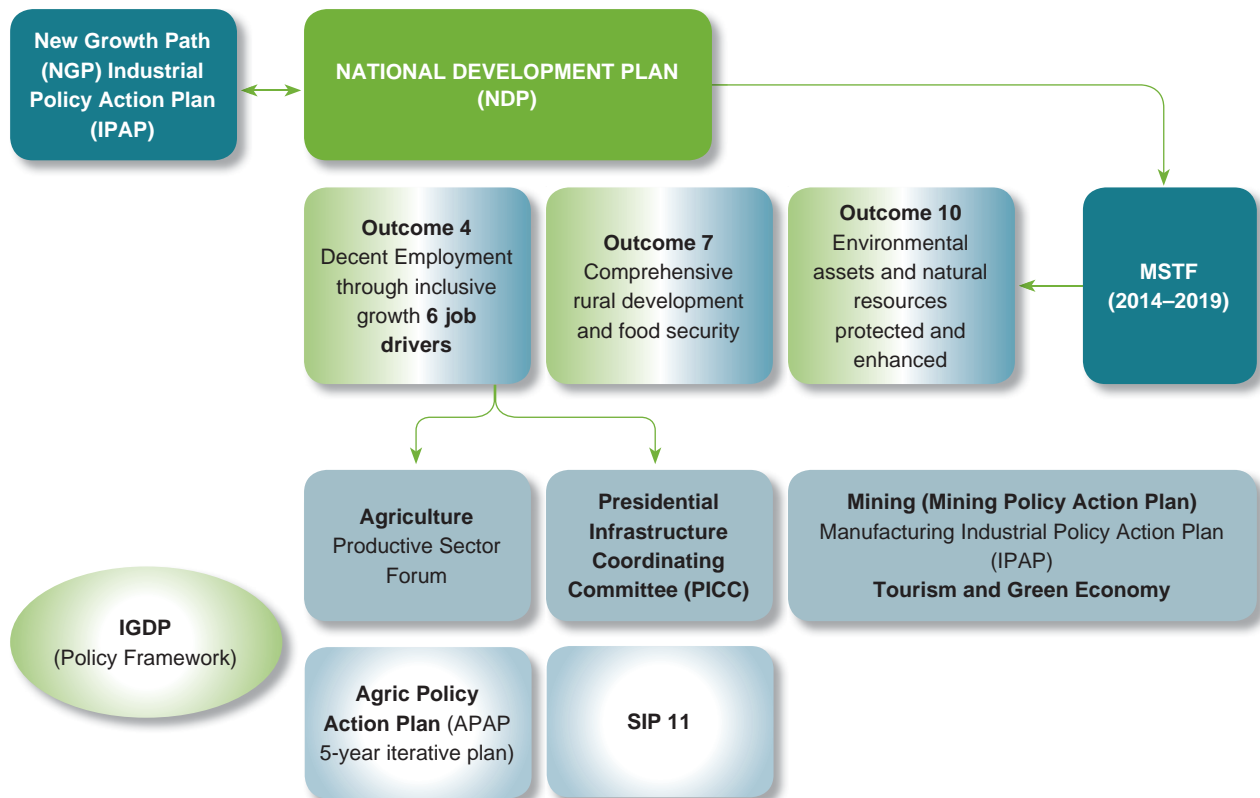 New Growth Path
(NGP) Industrial
Policy Action Plan
(IPAP)
NATIONAL DEVELOPMENT PLAN
(NDP)
Outcome 4
Decent Employment
through inclusive
growth 6 job
drivers
Outcome 7
Comprehensive
rural development
and food security
Outcome 10
Environmental
assets and natural
resources
protected and
enhanced
MSTF
(2014–2019)
Agriculture
Productive Sector
Forum
Presidential
Infrastructure
Coordinating
Committee (PICC)
Mining (Mining Policy Action Plan)
Manufacturing Industrial Policy Action Plan
(IPAP)
Tourism and Green Economy
IGDP
(Policy Framework)
Agric Policy
Action Plan (APAP
5-year iterative plan)
SIP 11